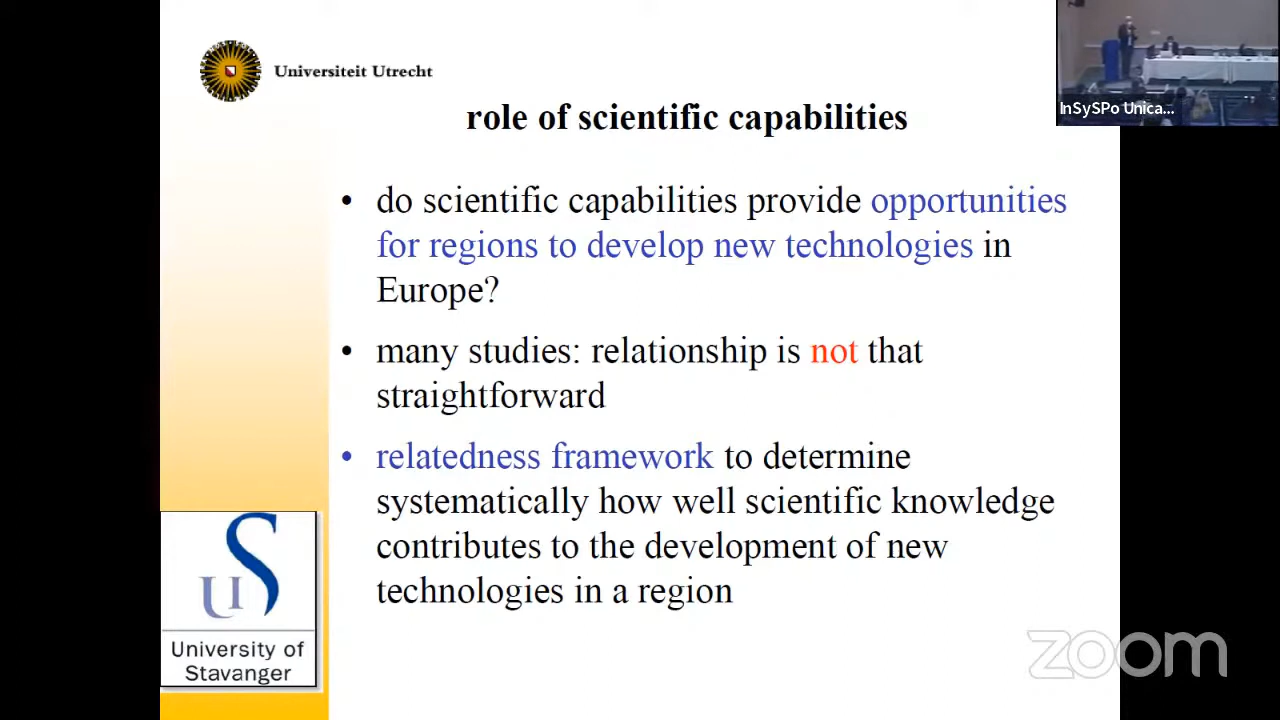 Universiteit Utrecht
InSySPo Unica...
role of scientific capabilities
• do scientific capabilities provide opportunities
for regions to develop new technologies in
Europe?
• many studies: relationship is not that
straightforward
• relatedness framework to determine
systematically how well scientific knowledge
contributes to the development of new
technologies in a region
US
University of
Stavanger
zoom